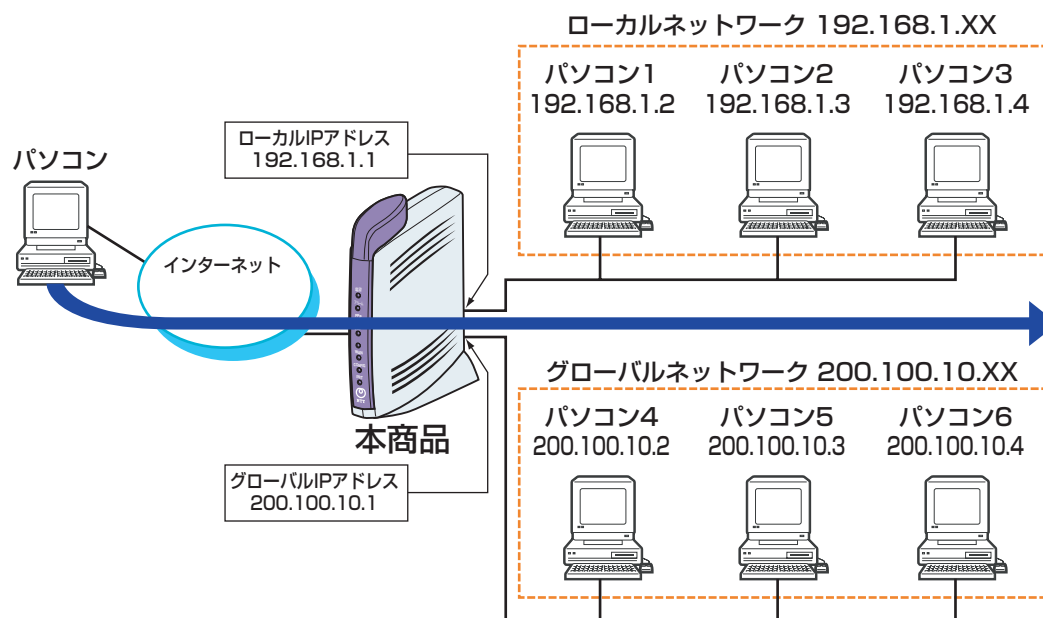 ローカルネットワーク 192.168.1.XX
パソコン1
192.168.1.2
パソコン2
192.168.1.3
パソコン3
192.168.1.4
ローカルIPアドレス
192.168.1.1
パソコン
インターネット
本商品
グローバルIPアドレス
200.100.10.1
グローバルネットワーク 200.100.10.XX
パソコン4
200.100.10.2
パソコン5
200.100.10.3
パソコン6
200.100.10.4
NTT